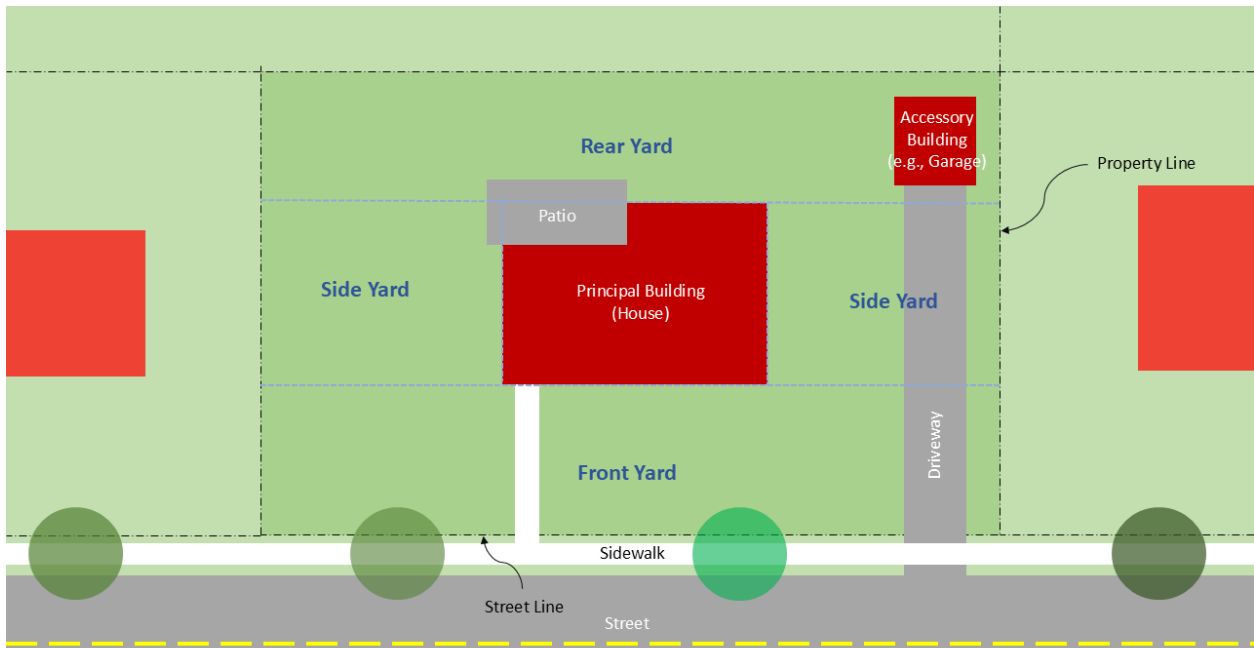 Accessory
Building
(e.g., Garage)
Rear Yard
Property Line
Patio
Side Yard
Principal Building
(House)
Side Yard
Driveway
Front Yard
Sidewalk
Street Line
Street